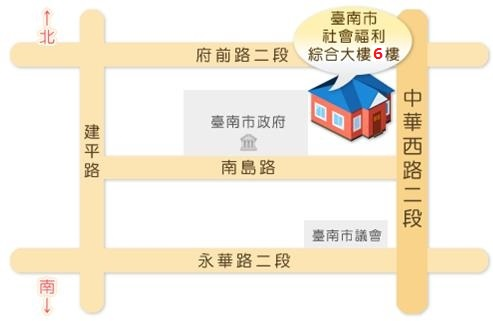 ↑
北
臺南市
社會福利
綜合大樓6樓
府前路二段
臺南市政府
建平路
中華西路二段
南島路
臺南市議會
永華路二段
南
↓